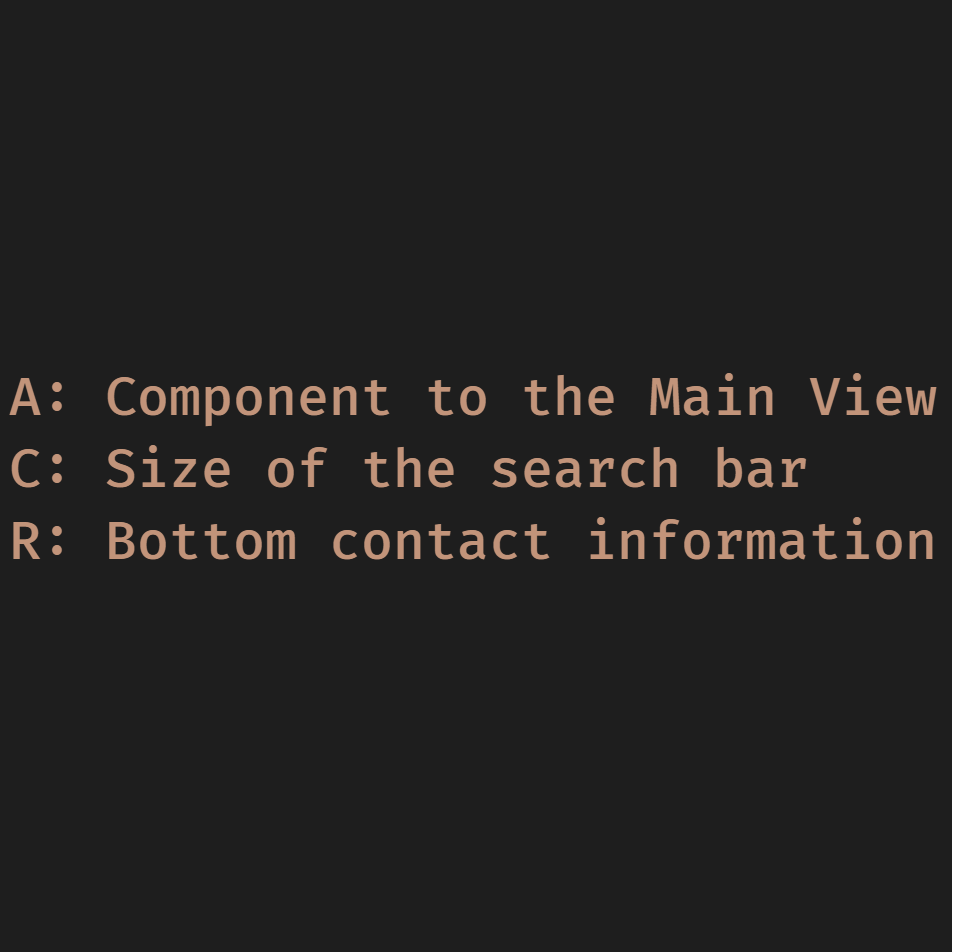 A: Component to the Main View
C: Size of the search bar
R: Bottom contact information